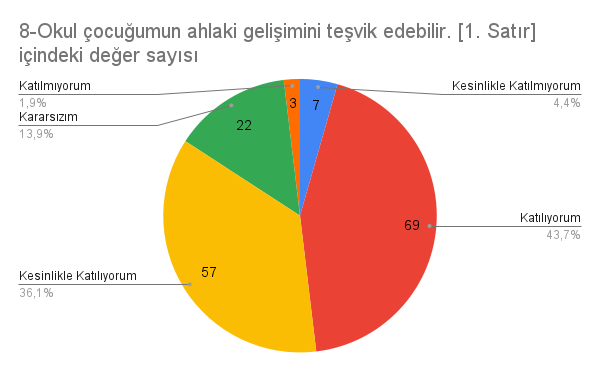 8-Okul çocuğumun ahlaki gelişimini teşvik edebilir. [1. Satır]
içindeki değer sayısı
Katılmıyorum
1,9%
Kararsızım
13,9%
Kesinlikle Katılmıyorum
4,4%
3
7
22
69
Katılıyorum
43,7%
57
Kesinlikle Katılıyorum
36,1%